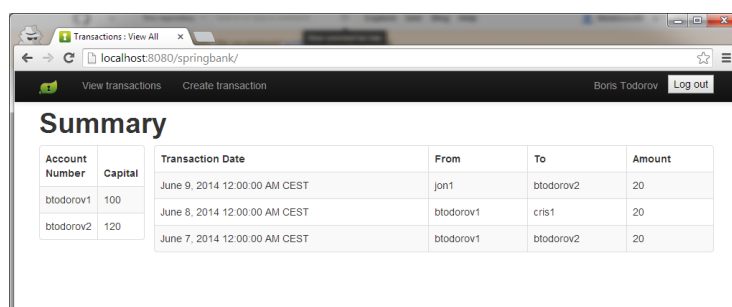 Transactions : View All
localhost:8080/springbank/
View transactions Create transaction Boris Todorov Log out
Summary
Account Number Capital
btodorov1 100
btodorov2 120
Transaction Date From To Amount
June 9, 2014 12:00:00 AM CEST jon1 btodorov2 20
June 8, 2014 12:00:00 AM CEST btodorov1 cris1 20
June 7, 2014 12:00:00 AM CEST btodorov1 btodorov2 20